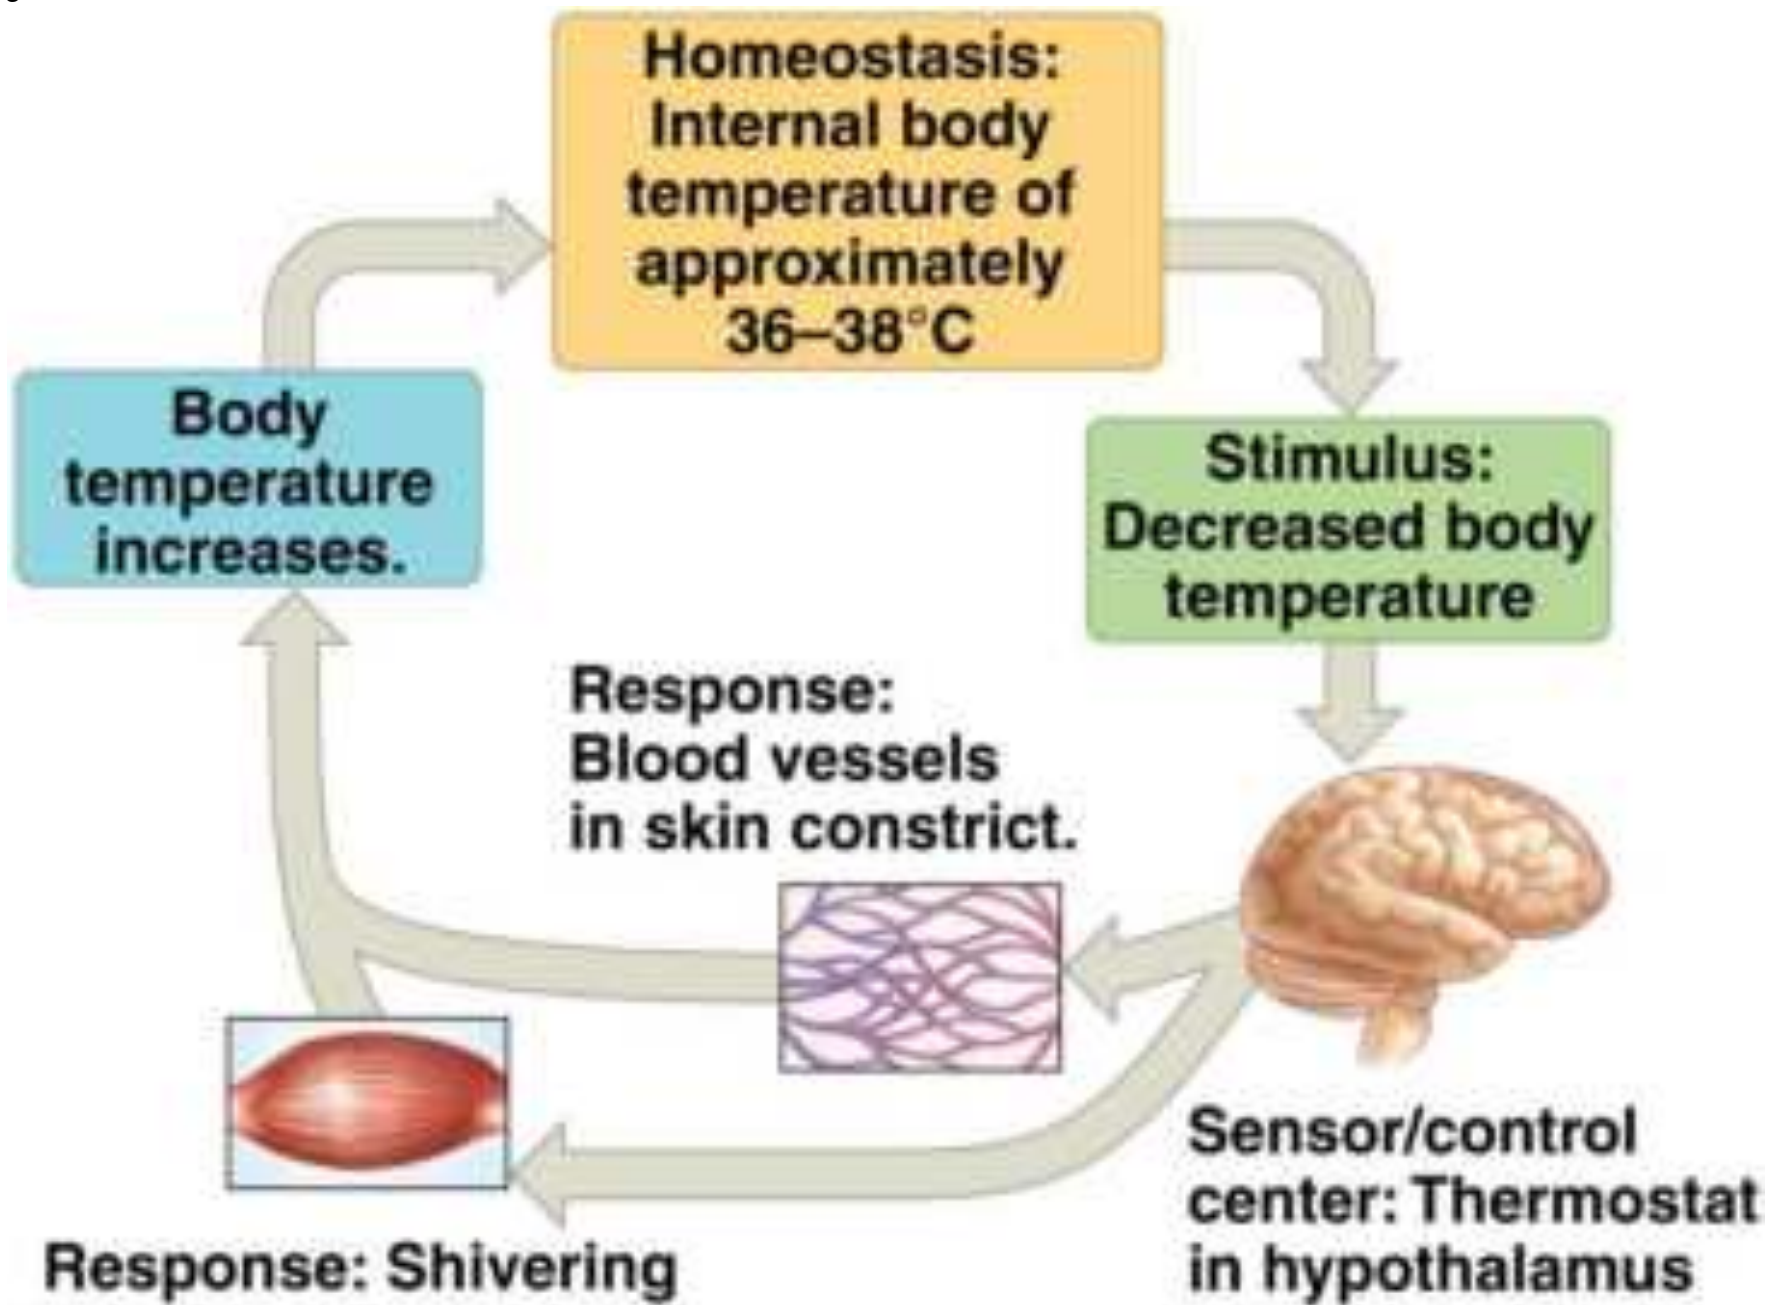 Homeostasis:
Internal body
temperature of
approximately
36–38°C
Body
temperature
increases.
Stimulus:
Decreased body
temperature
Response:
Blood vessels
in skin constrict.
Sensor/control
center: Thermostat
in hypothalamus
Response: Shivering